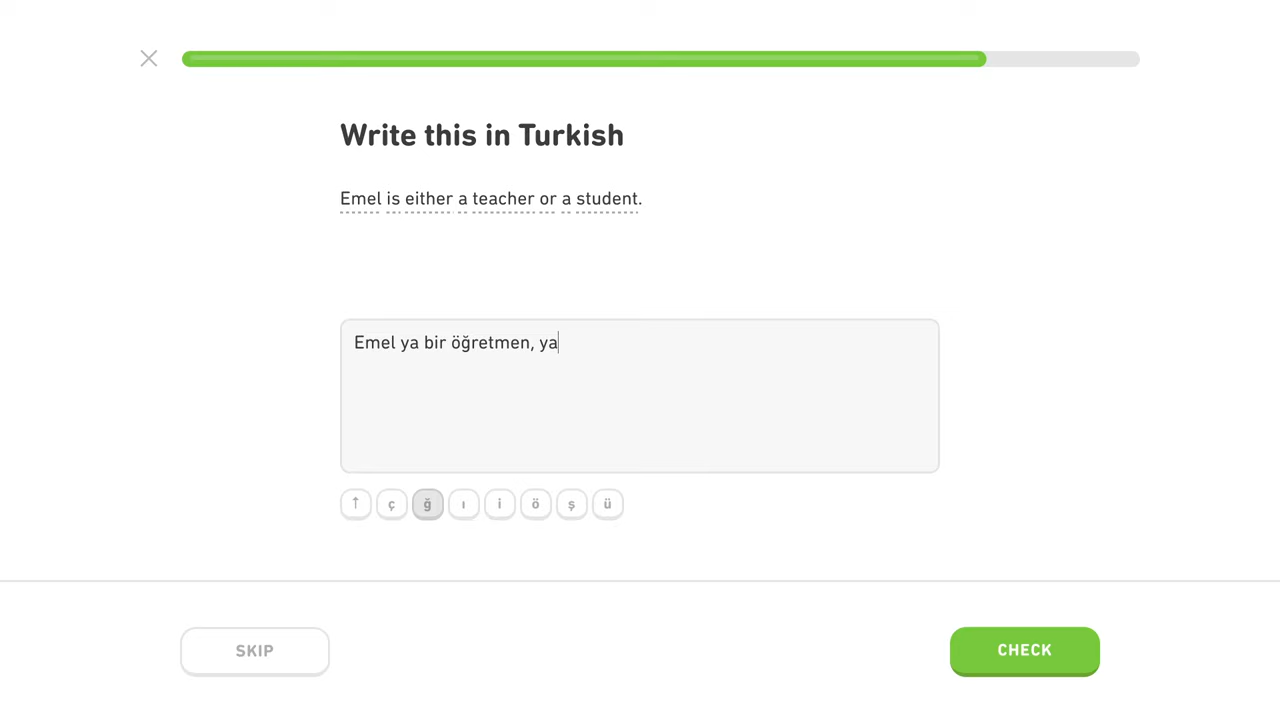 Write this in Turkish
Emel is either a teacher or a student.
Emel ya bir öğretmen, ya
↑ ç ğ ı i ö ş ü
SKIP
CHECK